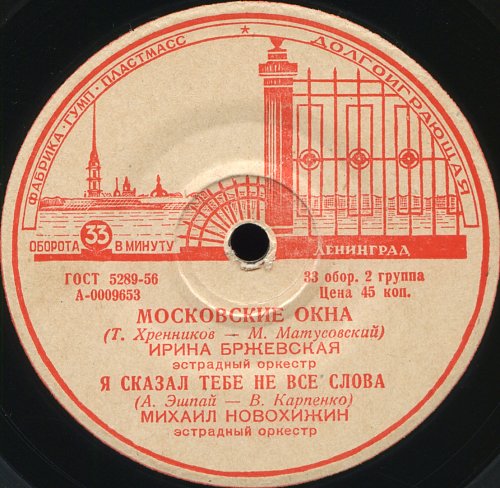 ФАБРИКА · ГУМП · ПЛАСТМАСС ★ ДОЛГОИГРАЮЩАЯ
ОБОРОТА 33 В МИНУТУ
ЛЕНИНГРАД
ГОСТ 5289-56
33 обор. 2 группа
А-0009653
Цена 45 коп.
МОСКОВСКИЕ ОКНА
(Т. Хренников — М. Матусовский)
ИРИНА БРЖЕВСКАЯ
эстрадный оркестр
Я СКАЗАЛ ТЕБЕ НЕ ВСЕ СЛОВА
(А. Эшпай — В. Карпенко)
МИХАИЛ НОВОХИЖИН
эстрадный оркестр